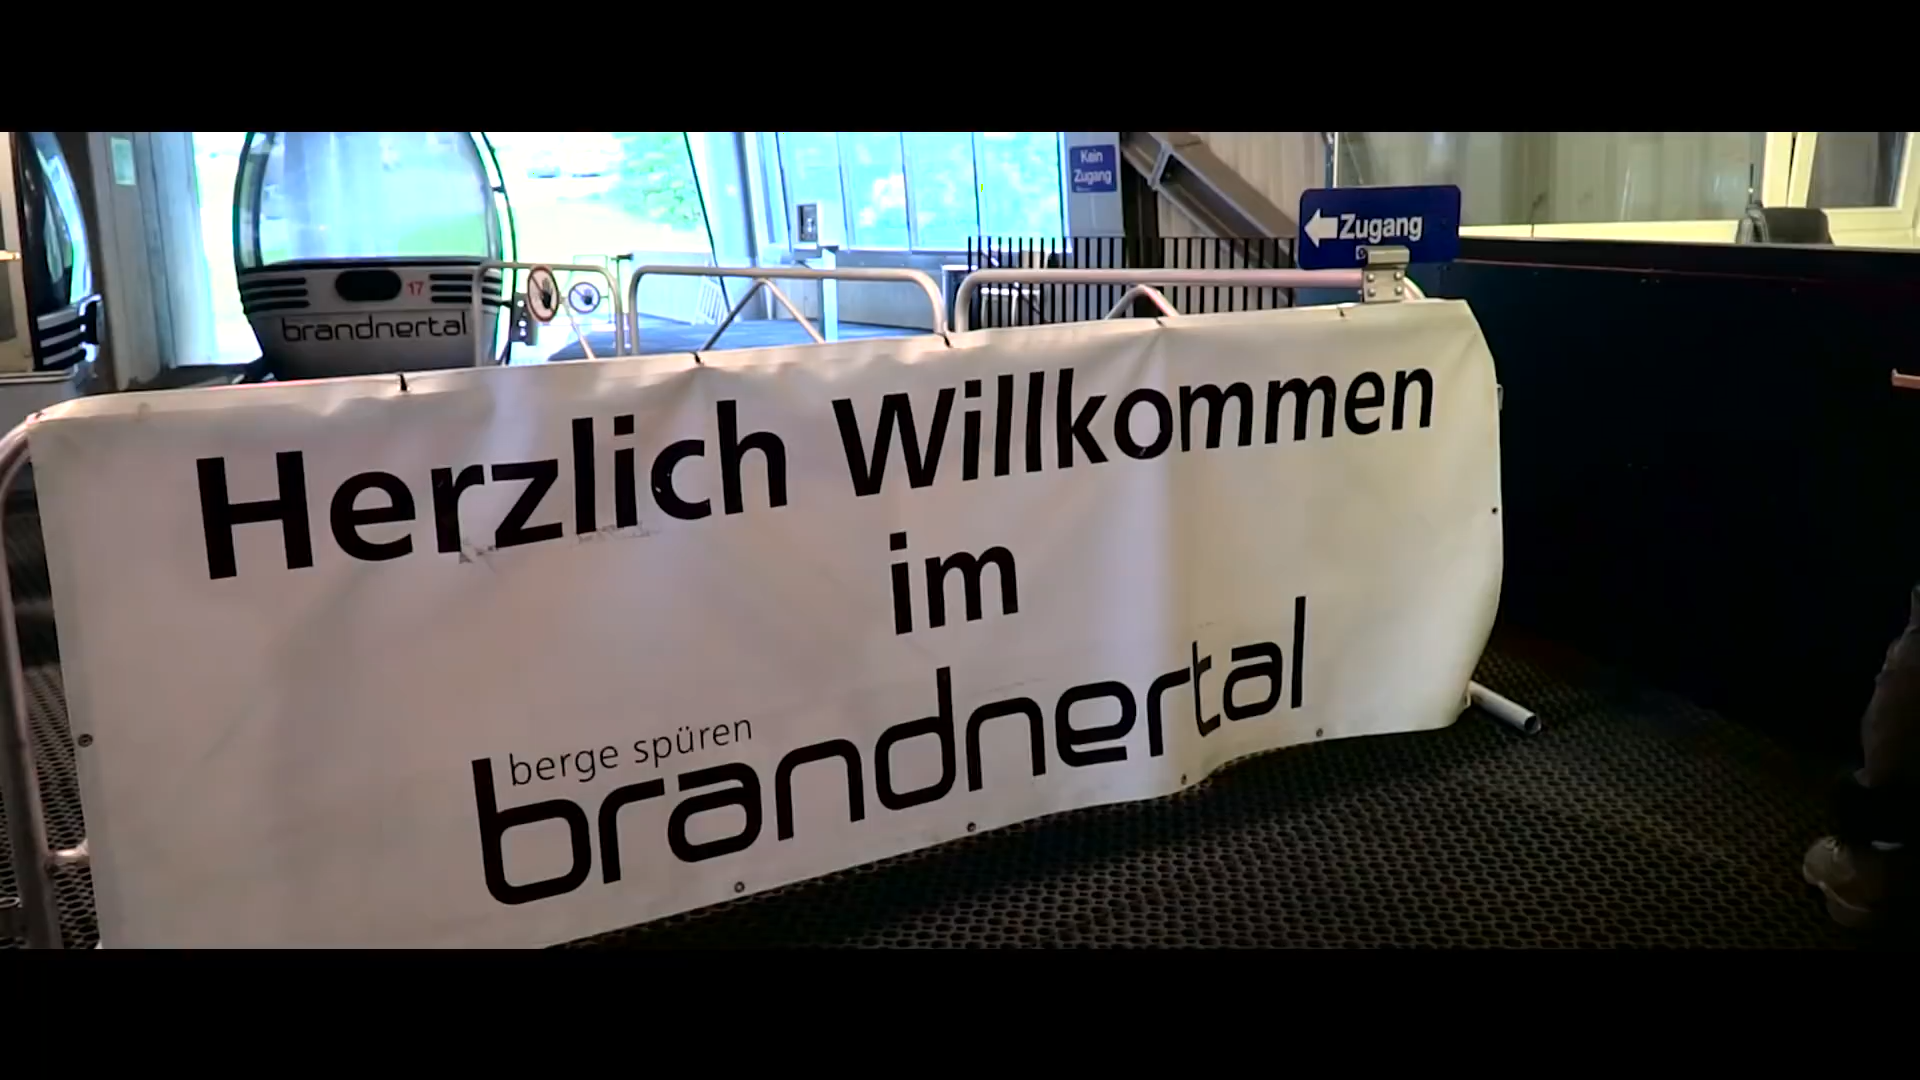 Kein
Zugang
Zugang
17
brandnertal
Herzlich Willkommen
im
berge spüren
brandnertal